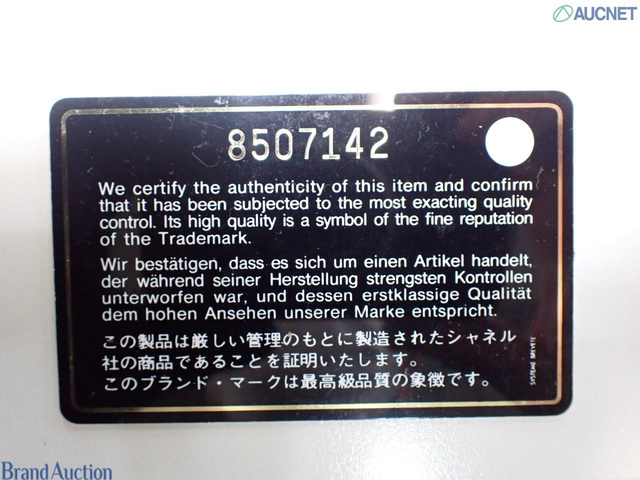 AUCNET
8507142
We certify the authenticity of this item and confirm
that it has been subjected to the most exacting quality
control. Its high quality is a symbol of the fine reputation
of the Trademark.
Wir bestätigen, dass es sich um einen Artikel handelt,
der während seiner Herstellung strengsten Kontrollen
unterworfen war, und dessen erstklassige Qualität
dem hohen Ansehen unserer Marke entspricht.
この製品は厳しい管理のもとに製造されたシャネル
社の商品であることを証明いたします。
このブランド・マークは最高級品質の象徴です。
SYSTEME BREVETE
Brand Auction